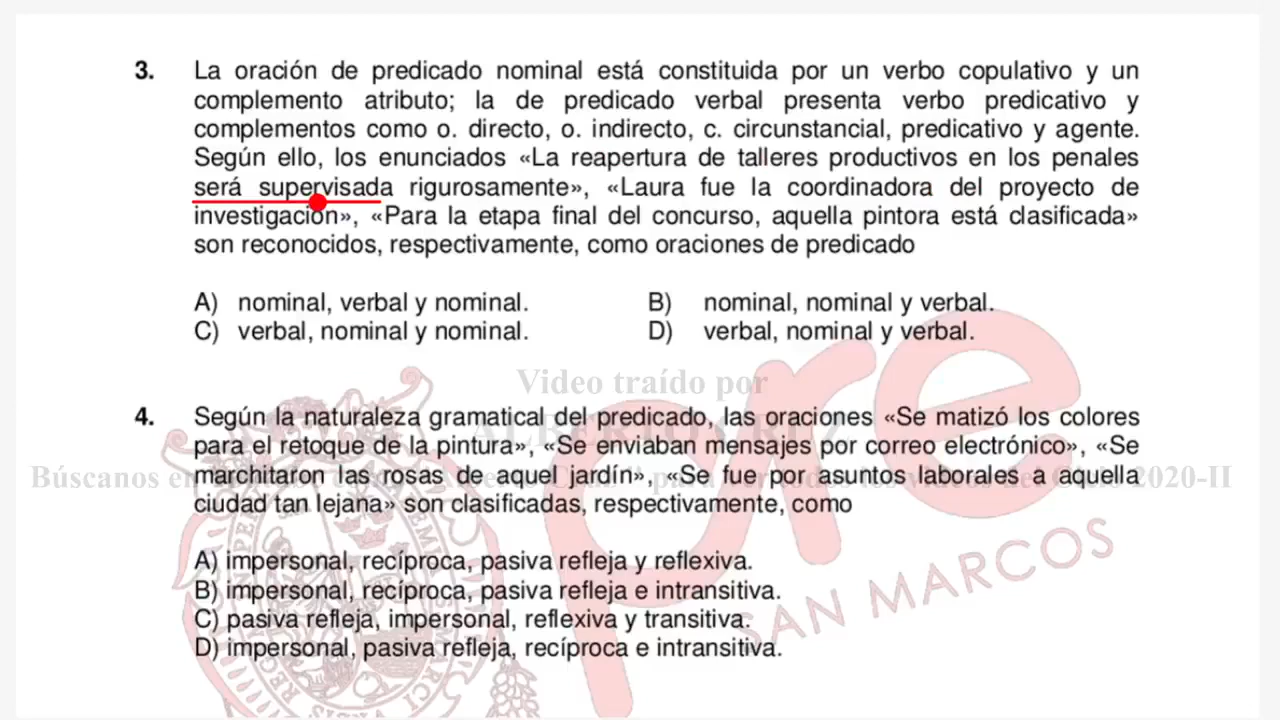 3. La oración de predicado nominal está constituida por un verbo copulativo y un
complemento atributo; la de predicado verbal presenta verbo predicativo y
complementos como o. directo, o. indirecto, c. circunstancial, predicativo y agente.
Según ello, los enunciados «La reapertura de talleres productivos en los penales
será supervisada rigurosamente», «Laura fue la coordinadora del proyecto de
investigación», «Para la etapa final del concurso, aquella pintora está clasificada»
son reconocidos, respectivamente, como oraciones de predicado
A) nominal, verbal y nominal. B) nominal, nominal y verbal.
C) verbal, nominal y nominal. D) verbal, nominal y verbal.
Video traído por
4. Según la naturaleza gramatical del predicado, las oraciones «Se matizó los colores
para el retoque de la pintura», «Se enviaban mensajes por correo electrónico», «Se
marchitaron las rosas de aquel jardín», «Se fue por asuntos laborales a aquella
ciudad tan lejana» son clasificadas, respectivamente, como
Búscanos en 2020-II
A) impersonal, recíproca, pasiva refleja y reflexiva.
B) impersonal, recíproca, pasiva refleja e intransitiva.
C) pasiva refleja, impersonal, reflexiva y transitiva.
D) impersonal, pasiva refleja, recíproca e intransitiva.
pre
SAN MARCOS